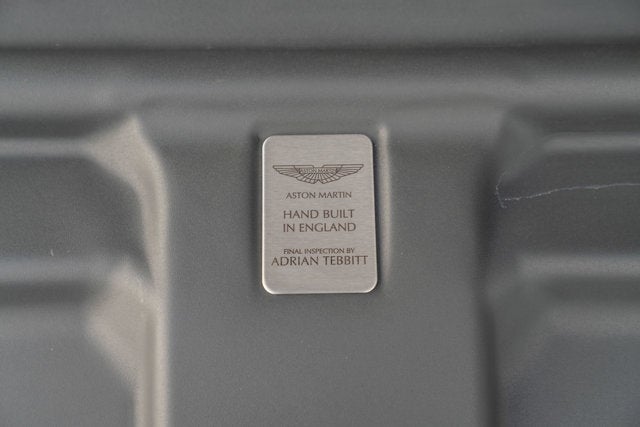 ASTON MARTIN
ASTON MARTIN
HAND BUILT
IN ENGLAND
FINAL INSPECTION BY
ADRIAN TEBBITT